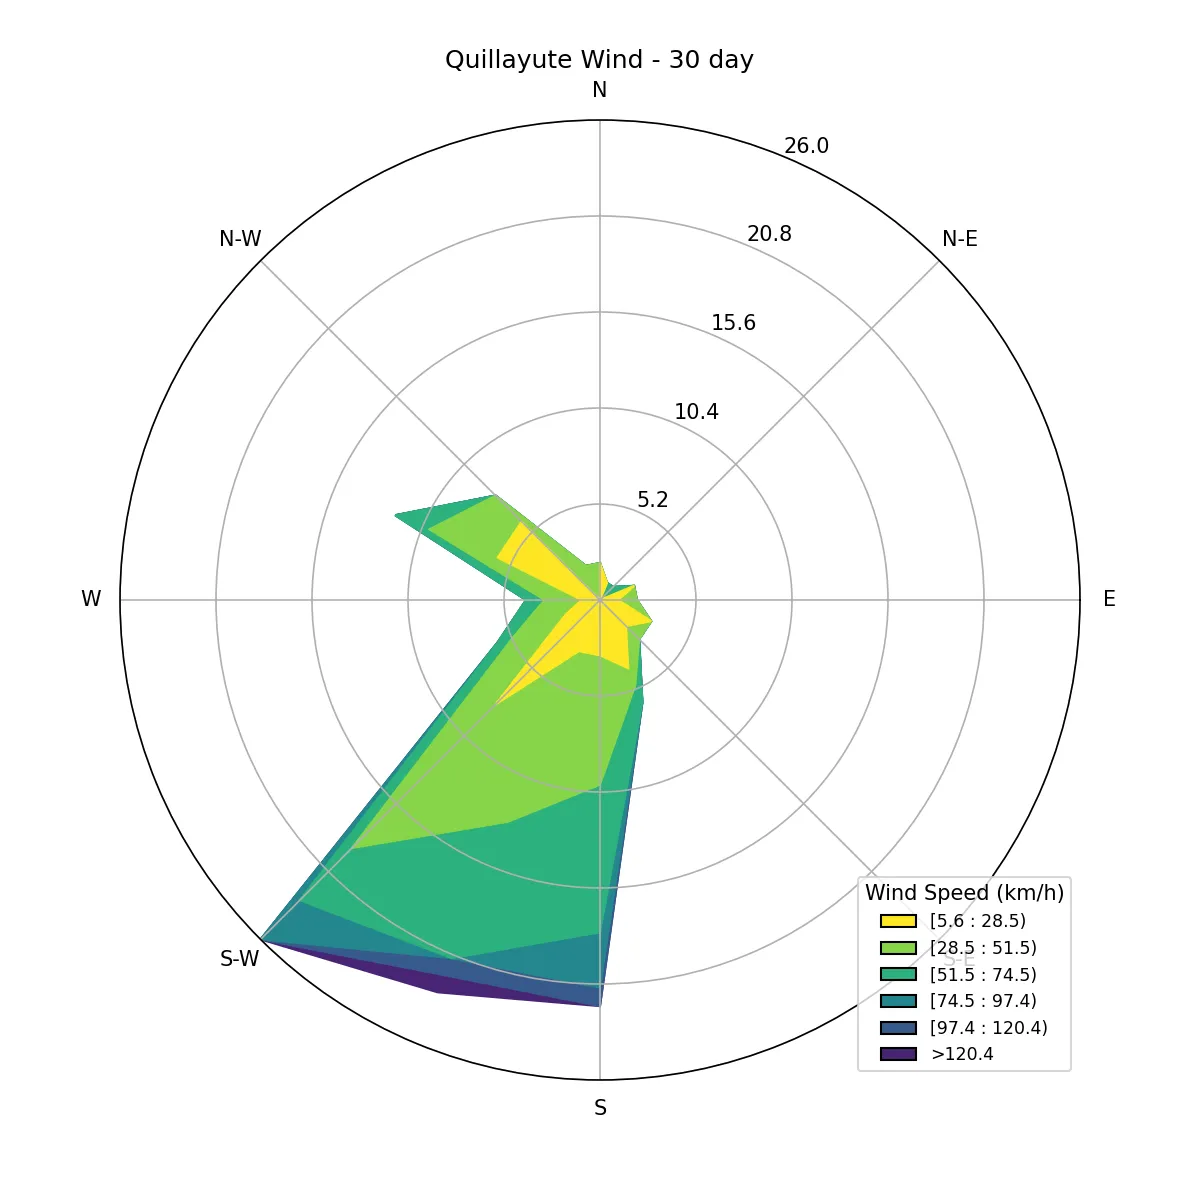 Quillayute Wind - 30 day
N
26.0
N-W
20.8
N-E
15.6
10.4
5.2
W
E
S-W
S-E
S
Wind Speed (km/h)
[5.6 : 28.5)
[28.5 : 51.5)
[51.5 : 74.5)
[74.5 : 97.4)
[97.4 : 120.4)
>120.4